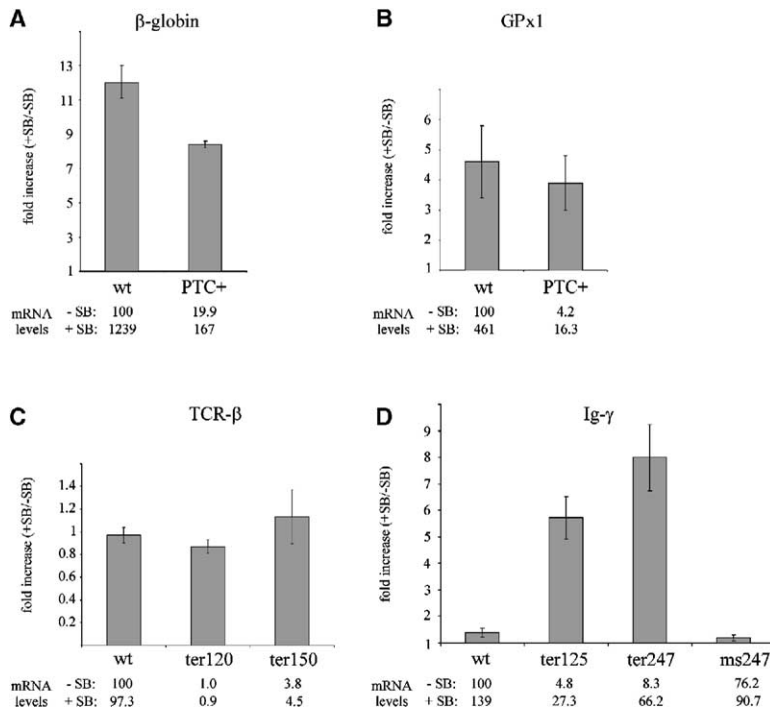 A
β-globin
fold increase (+SB/-SB)
13
11
9
7
5
3
1
wt PTC+
mRNA levels
- SB: 100 19.9
+ SB: 1239 167
B
GPx1
fold increase (+SB/-SB)
6
5
4
3
2
1
wt PTC+
mRNA levels
- SB: 100 4.2
+ SB: 461 16.3
C
TCR-β
fold increase (+SB/-SB)
1.4
1.2
1
0.8
0.6
0.4
0.2
wt ter120 ter150
mRNA levels
- SB: 100 1.0 3.8
+ SB: 97.3 0.9 4.5
D
Ig-γ
fold increase (+SB/-SB)
9
8
7
6
5
4
3
2
1
wt ter125 ter247 ms247
mRNA levels
- SB: 100 4.8 8.3 76.2
+ SB: 139 27.3 66.2 90.7